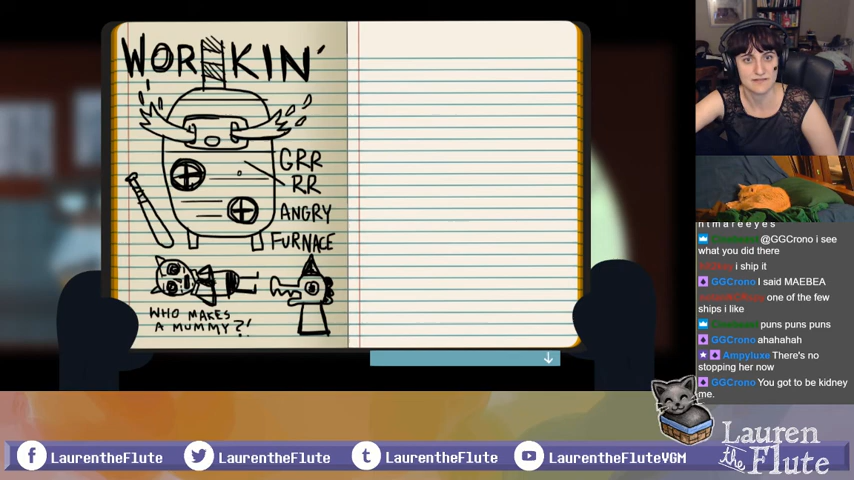 WORKIN'
GRR
RR
ANGRY
FURNACE
WHO MAKES
A MUMMY?!
n t m a r e e y e s
@GGCrono i see
what you did there
i ship it
GGCrono I said MAEBEA
one of the few
ships i like
puns puns puns
GGCrono ahahahah
Ampyluxe There's no
stopping her now
GGCrono You got to be kidney
me.
Lauren
the Flute
LaurentheFlute
LaurentheFlute
LaurentheFlute
LaurentheFluteVGM